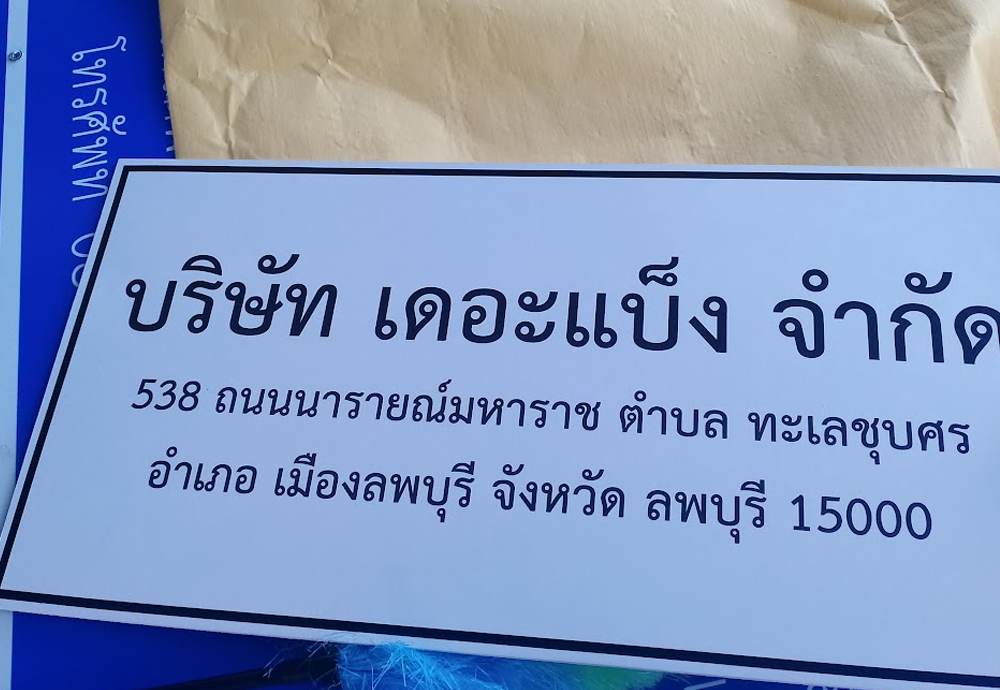 บริษัท เดอะแบ็ง จำกัด
538 ถนนนารายณ์มหาราช ตำบล ทะเลชุบศร
อำเภอ เมืองลพบุรี จังหวัด ลพบุรี 15000